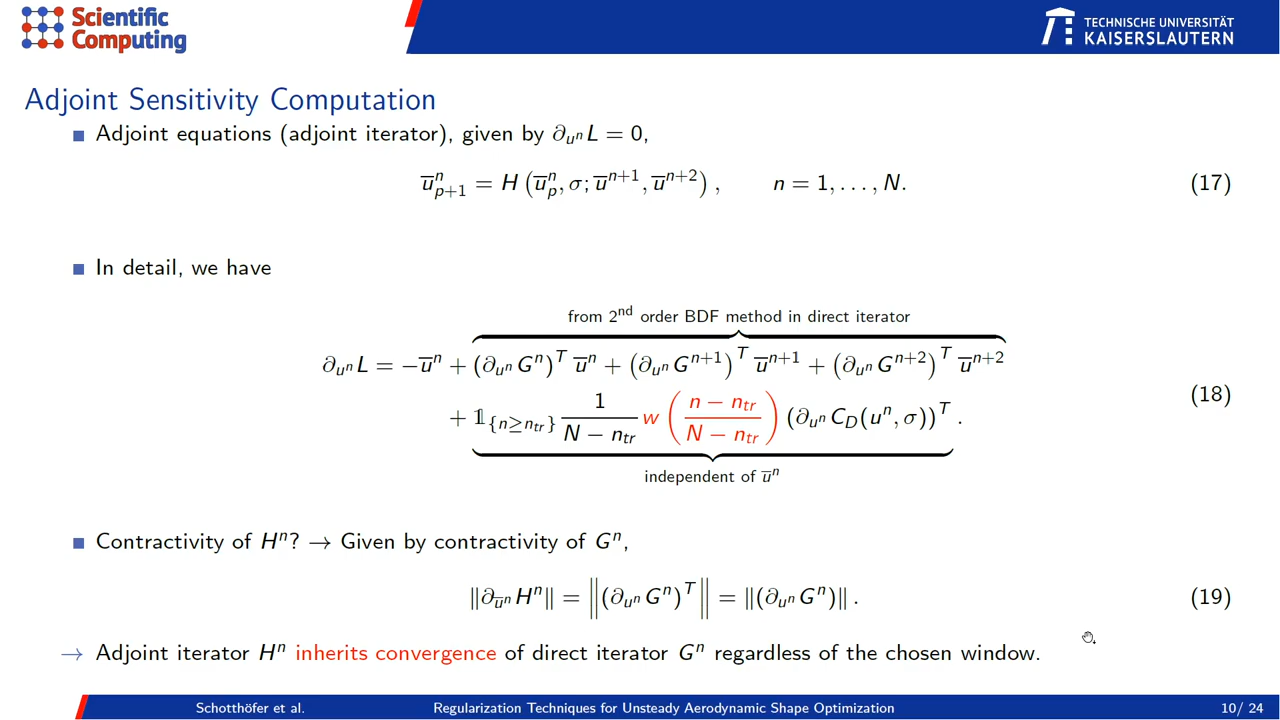 Scientific
Computing
TECHNISCHE UNIVERSITÄT
KAISERSLAUTERN
Adjoint Sensitivity Computation
Adjoint equations (adjoint iterator), given by ∂_{u^n} L = 0,
u̅^n_{p+1} = H (u̅^n_p, σ; u̅^{n+1}, u̅^{n+2}), n = 1, . . . , N. (17)
In detail, we have
from 2nd order BDF method in direct iterator
∂_{u^n} L = −u̅^n + (∂_{u^n} G^n)^T u̅^n + (∂_{u^n} G^{n+1})^T u̅^{n+1} + (∂_{u^n} G^{n+2})^T u̅^{n+2}
+ 𝟙_{n≥n_{tr}} 1/(N − n_{tr}) w ((n − n_{tr})/(N − n_{tr})) (∂_{u^n} C_D(u^n, σ))^T . (18)
independent of u̅^n
Contractivity of H^n? → Given by contractivity of G^n,
‖∂_{u̅^n} H^n‖ = ‖(∂_{u^n} G^n)^T‖ = ‖(∂_{u^n} G^n)‖ . (19)
→ Adjoint iterator H^n inherits convergence of direct iterator G^n regardless of the chosen window.
Schotthöfer et al. Regularization Techniques for Unsteady Aerodynamic Shape Optimization 10/ 24